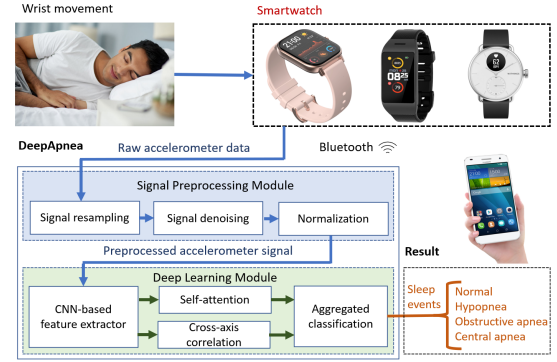 Wrist movement
Smartwatch
21:00
08:25
79
62
DeepApnea
Raw accelerometer data
Bluetooth
Signal Preprocessing Module
Signal resampling
Signal denoising
Normalization
Preprocessed accelerometer signal
Result
Deep Learning Module
CNN-based
feature extractor
Self-attention
Cross-axis
correlation
Aggregated
classification
Sleep
events
Normal
Hypopnea
Obstructive apnea
Central apnea